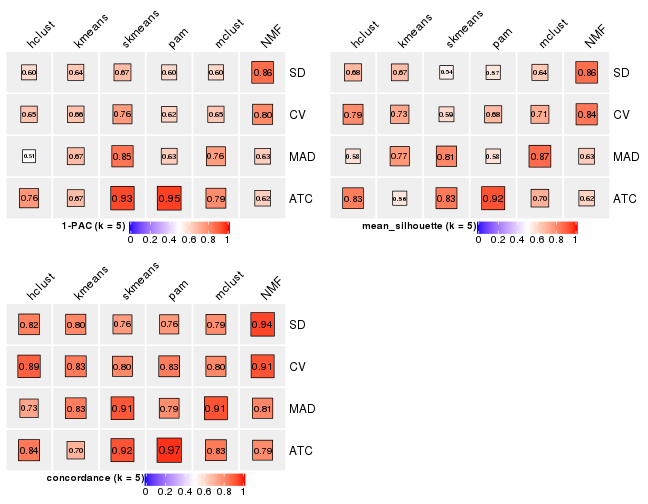 hclust kmeans skmeans pam mclust NMF
0.60 0.64 0.67 0.60 0.60 0.86 SD
0.65 0.66 0.76 0.62 0.65 0.80 CV
0.51 0.67 0.85 0.63 0.76 0.63 MAD
0.76 0.67 0.93 0.95 0.79 0.62 ATC
1-PAC (k = 5)
0 0.2 0.4 0.6 0.8 1
hclust kmeans skmeans pam mclust NMF
0.68 0.67 0.54 0.57 0.64 0.86 SD
0.79 0.73 0.59 0.68 0.71 0.84 CV
0.58 0.77 0.81 0.58 0.87 0.63 MAD
0.83 0.56 0.83 0.92 0.70 0.62 ATC
mean_silhouette (k = 5)
0 0.2 0.4 0.6 0.8 1
hclust kmeans skmeans pam mclust NMF
0.82 0.80 0.76 0.76 0.79 0.94 SD
0.89 0.83 0.80 0.83 0.80 0.91 CV
0.73 0.83 0.91 0.79 0.91 0.81 MAD
0.84 0.70 0.92 0.97 0.83 0.79 ATC
concordance (k = 5)
0 0.2 0.4 0.6 0.8 1